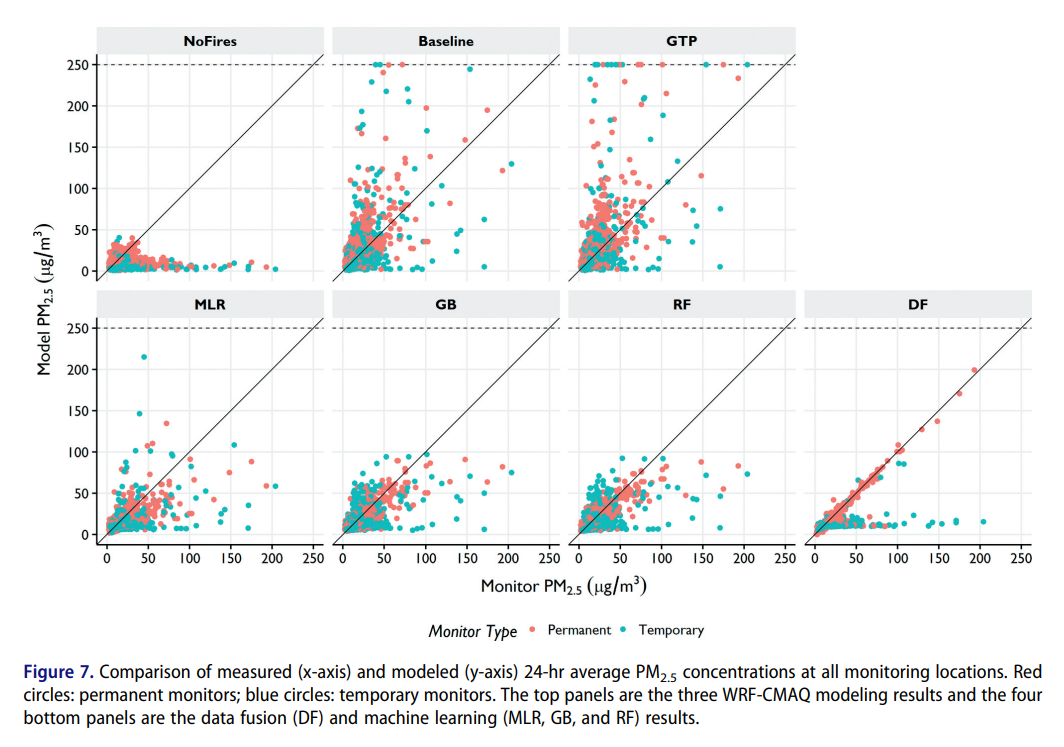 NoFires
Baseline
GTP
250
200
150
100
50
0
MLR
GB
RF
DF
250
200
150
100
50
0
0 50 100 150 200 250
0 50 100 150 200 250
0 50 100 150 200 250
0 50 100 150 200 250
Model PM2.5 (μg/m³)
Monitor PM2.5 (μg/m³)
Monitor Type Permanent Temporary
Figure 7. Comparison of measured (x-axis) and modeled (y-axis) 24-hr average PM2.5 concentrations at all monitoring locations. Red
circles: permanent monitors; blue circles: temporary monitors. The top panels are the three WRF-CMAQ modeling results and the four
bottom panels are the data fusion (DF) and machine learning (MLR, GB, and RF) results.